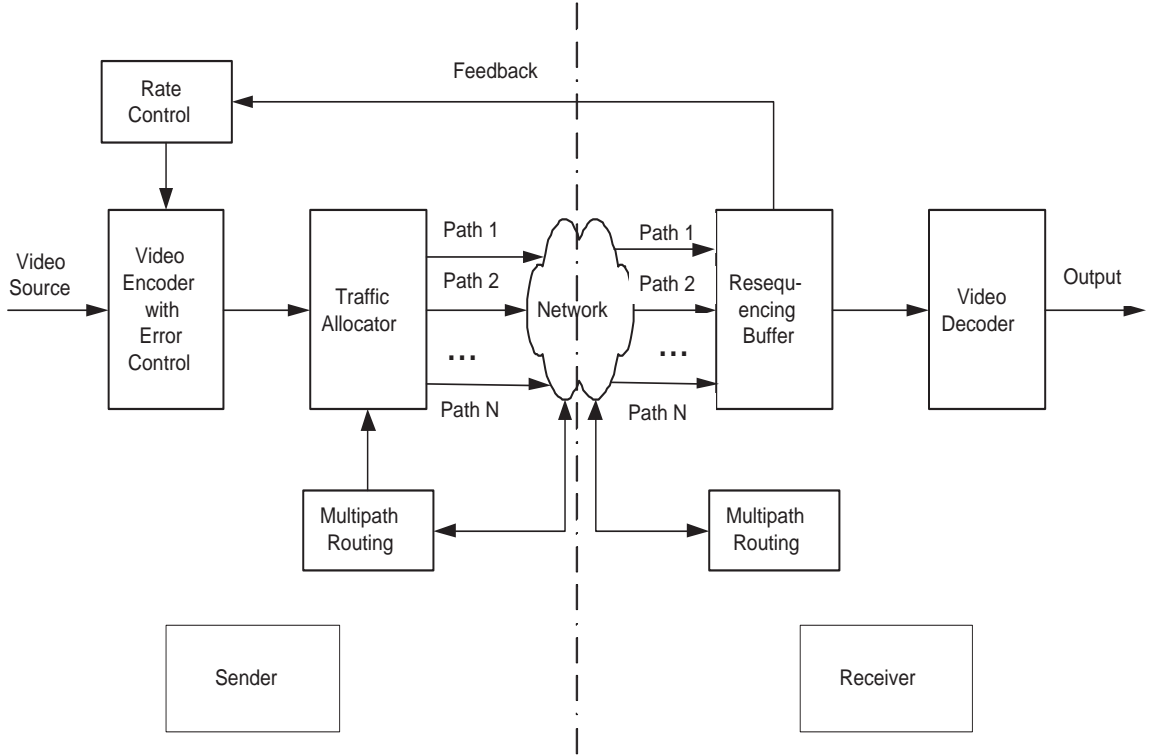 Feedback
Rate
Control
Video
Source
Video
Encoder
with
Error
Control
Traffic
Allocator
Path 1
Path 2
...
Path N
Network
Path 1
Path 2
...
Path N
Resequ-
encing
Buffer
Video
Decoder
Output
Multipath
Routing
Multipath
Routing
Sender
Receiver